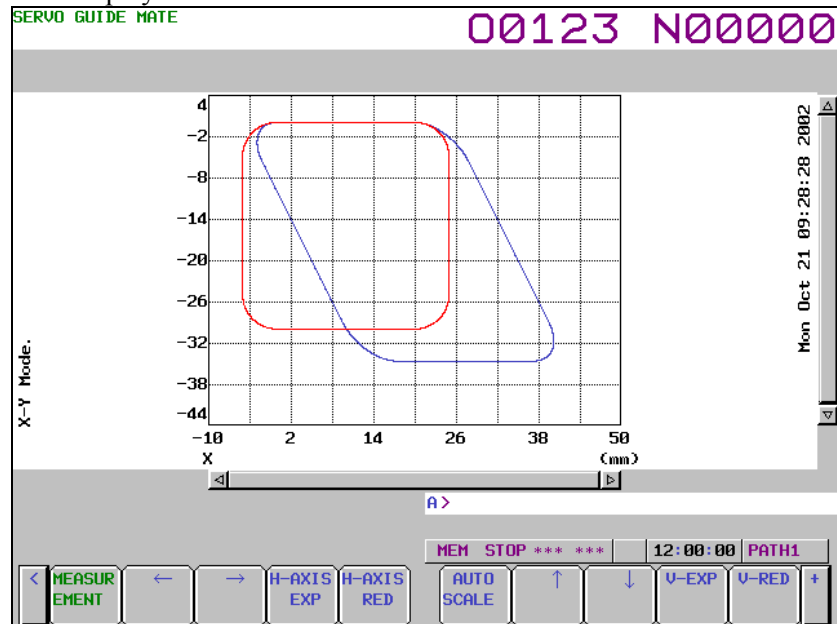 SERVO GUIDE MATE
O0123 N00000
4
-2
-8
-14
-20
-26
-32
-38
-44
-10 2 14 26 38 50
X (mm)
X-Y Mode.
Mon Oct 21 09:28:28 2002
A>
MEM STOP *** *** 12:00:00 PATH1
< MEASUREMENT ← → H-AXIS EXP H-AXIS RED AUTO SCALE ↑ ↓ V-EXP V-RED +